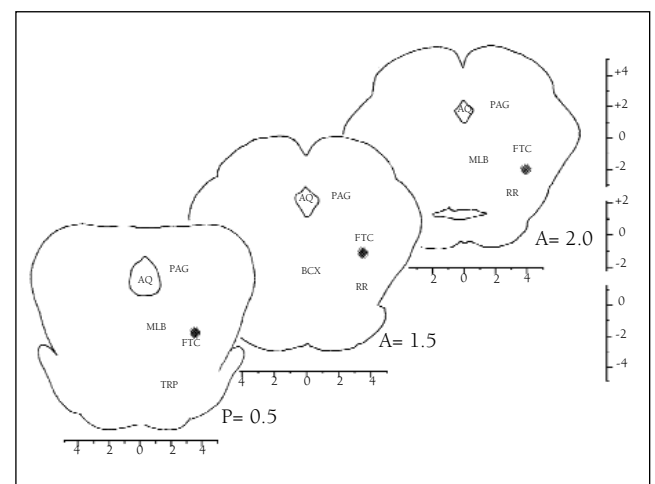 +4
+2
0
-2
AQ PAG
MLB FTC
RR
A= 2.0
2 0 2 4
+2
0
-2
AQ PAG
FTC
BCX
RR
A= 1.5
4 2 0 2 4
0
-2
-4
AQ PAG
MLB
FTC
TRP
P= 0.5
4 2 0 2 4